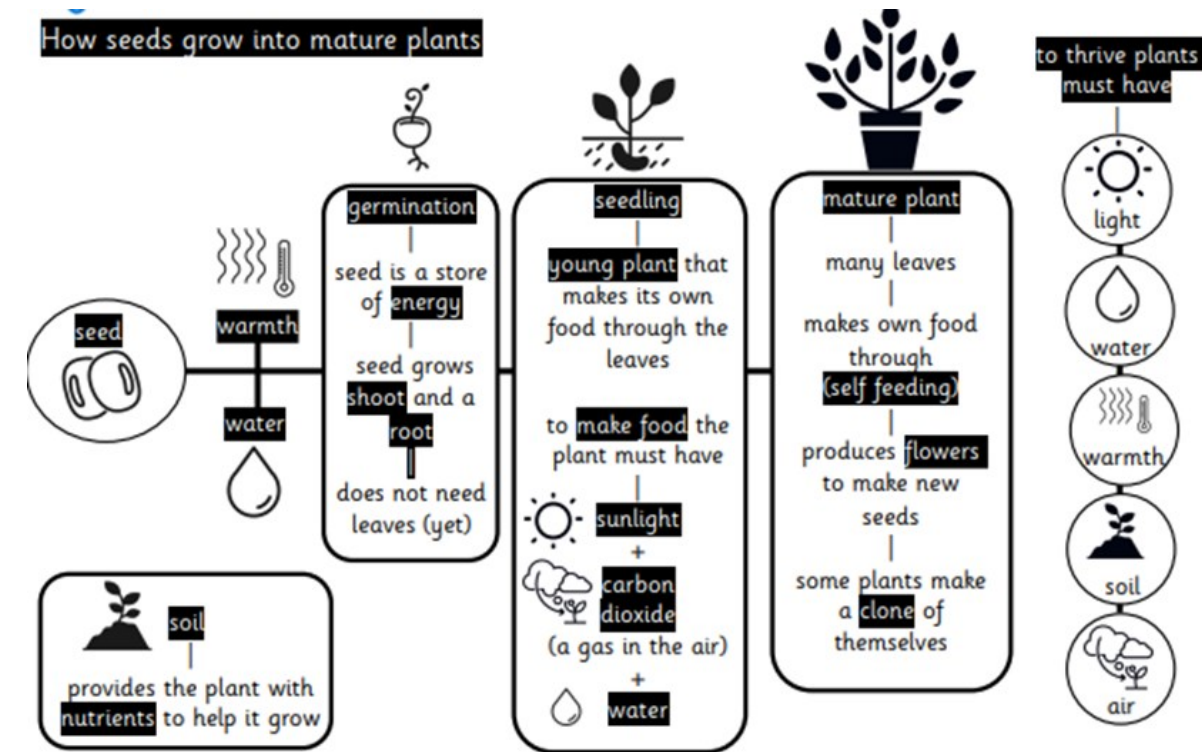 How seeds grow into mature plants
seed
warmth
water
soil
provides the plant with
nutrients to help it grow
germination
seed is a store
of energy
seed grows
shoot and a
root
does not need
leaves (yet)
seedling
young plant that
makes its own
food through the
leaves
to make food the
plant must have
sunlight
+
carbon
dioxide
(a gas in the air)
+
water
mature plant
many leaves
makes own food
through
(self feeding)
produces flowers
to make new
seeds
some plants make
a clone of
themselves
to thrive plants
must have
light
water
warmth
soil
air